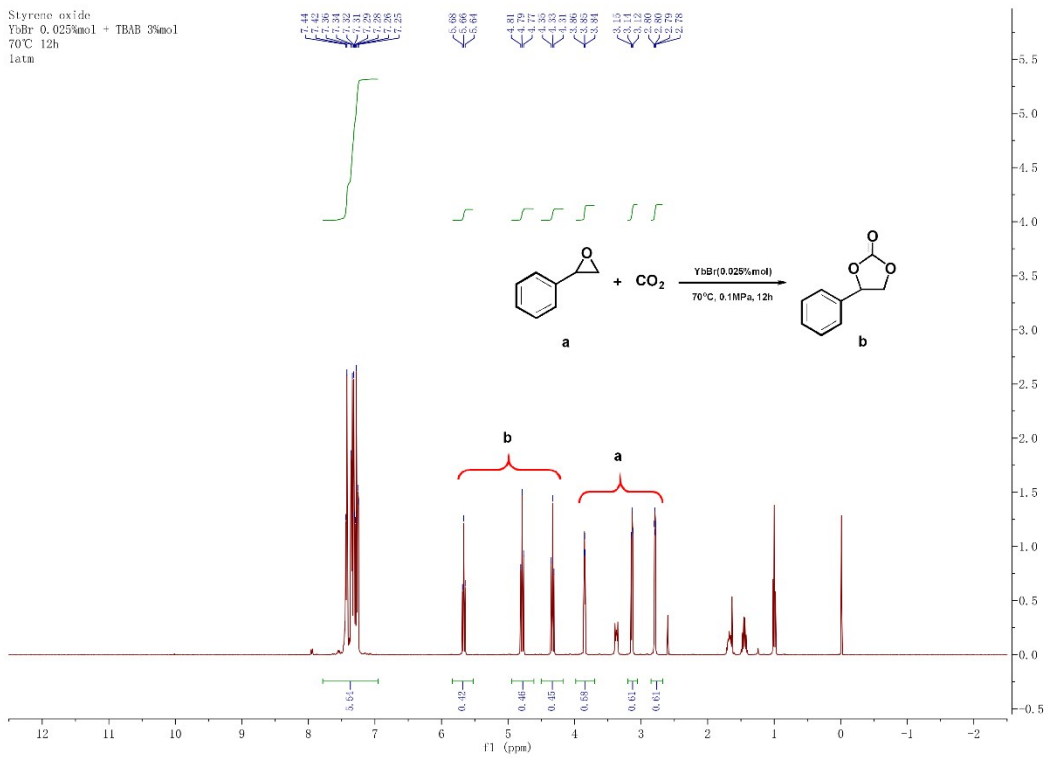 Styrene oxide
YbBr 0.025%mol + TBAB 3%mol
70℃ 12h
1atm
7.44
7.42
7.36
7.34
7.32
7.31
7.29
7.28
7.26
7.25
5.68
5.66
5.64
4.81
4.79
4.77
4.35
4.33
4.31
3.86
3.85
3.84
3.15
3.14
3.12
2.80
2.80
2.79
2.78
5.5
5.0
4.5
4.0
3.5
3.0
2.5
2.0
1.5
1.0
0.5
0.0
-0.5
O
+ CO2
YbBr(0.025%mol)
70°C, 0.1MPa, 12h
O
O
O
a
b
b
a
5.54
0.42
0.46
0.45
0.58
0.61
0.61
12 11 10 9 8 7 6 5 4 3 2 1 0 -1 -2
f1 (ppm)